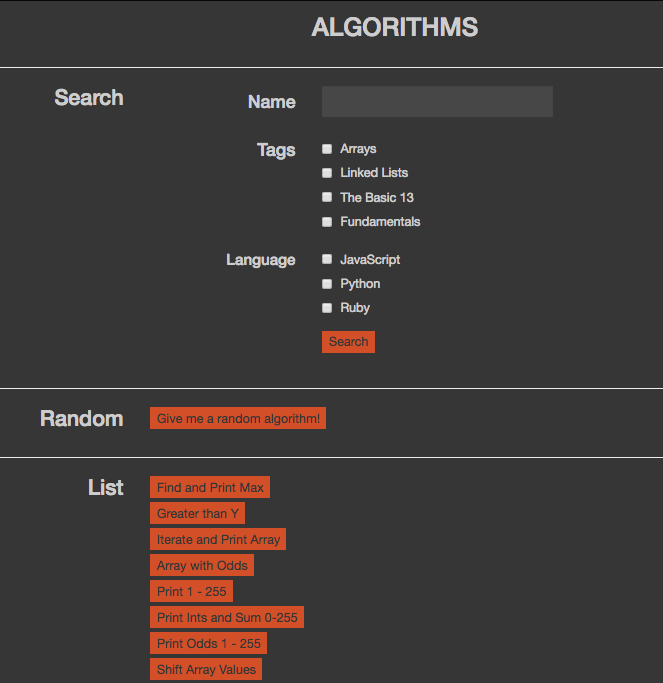 ALGORITHMS
Search
Name
Tags
Arrays
Linked Lists
The Basic 13
Fundamentals
Language
JavaScript
Python
Ruby
Search
Random
Give me a random algorithm!
List
Find and Print Max
Greater than Y
Iterate and Print Array
Array with Odds
Print 1 - 255
Print Ints and Sum 0-255
Print Odds 1 - 255
Shift Array Values